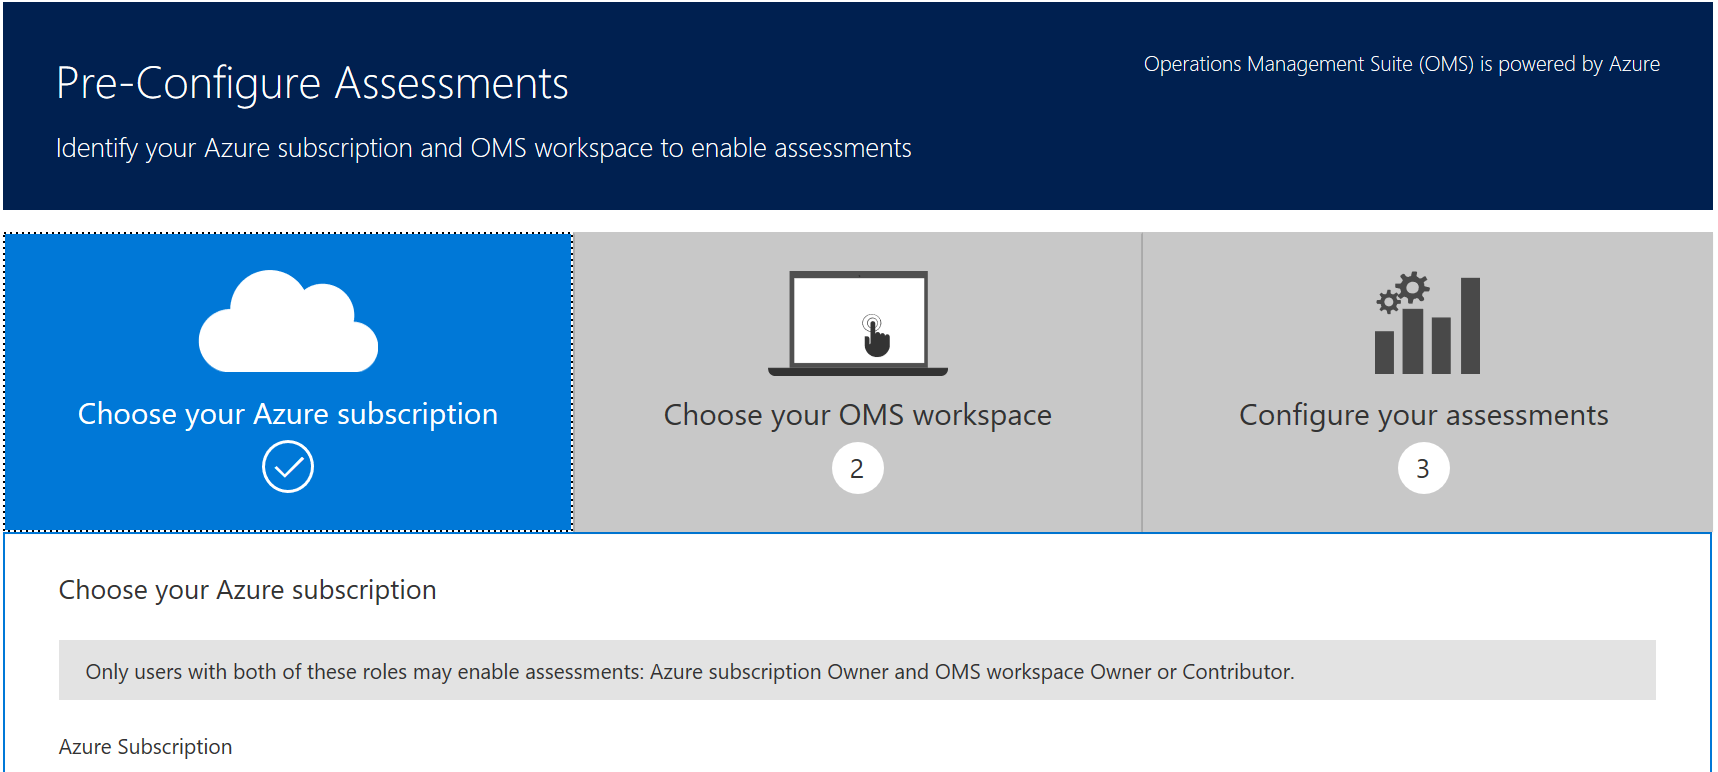 Pre-Configure Assessments
Operations Management Suite (OMS) is powered by Azure
Identify your Azure subscription and OMS workspace to enable assessments
Choose your Azure subscription
Choose your OMS workspace
2
Configure your assessments
3
Choose your Azure subscription
Only users with both of these roles may enable assessments: Azure subscription Owner and OMS workspace Owner or Contributor.
Azure Subscription